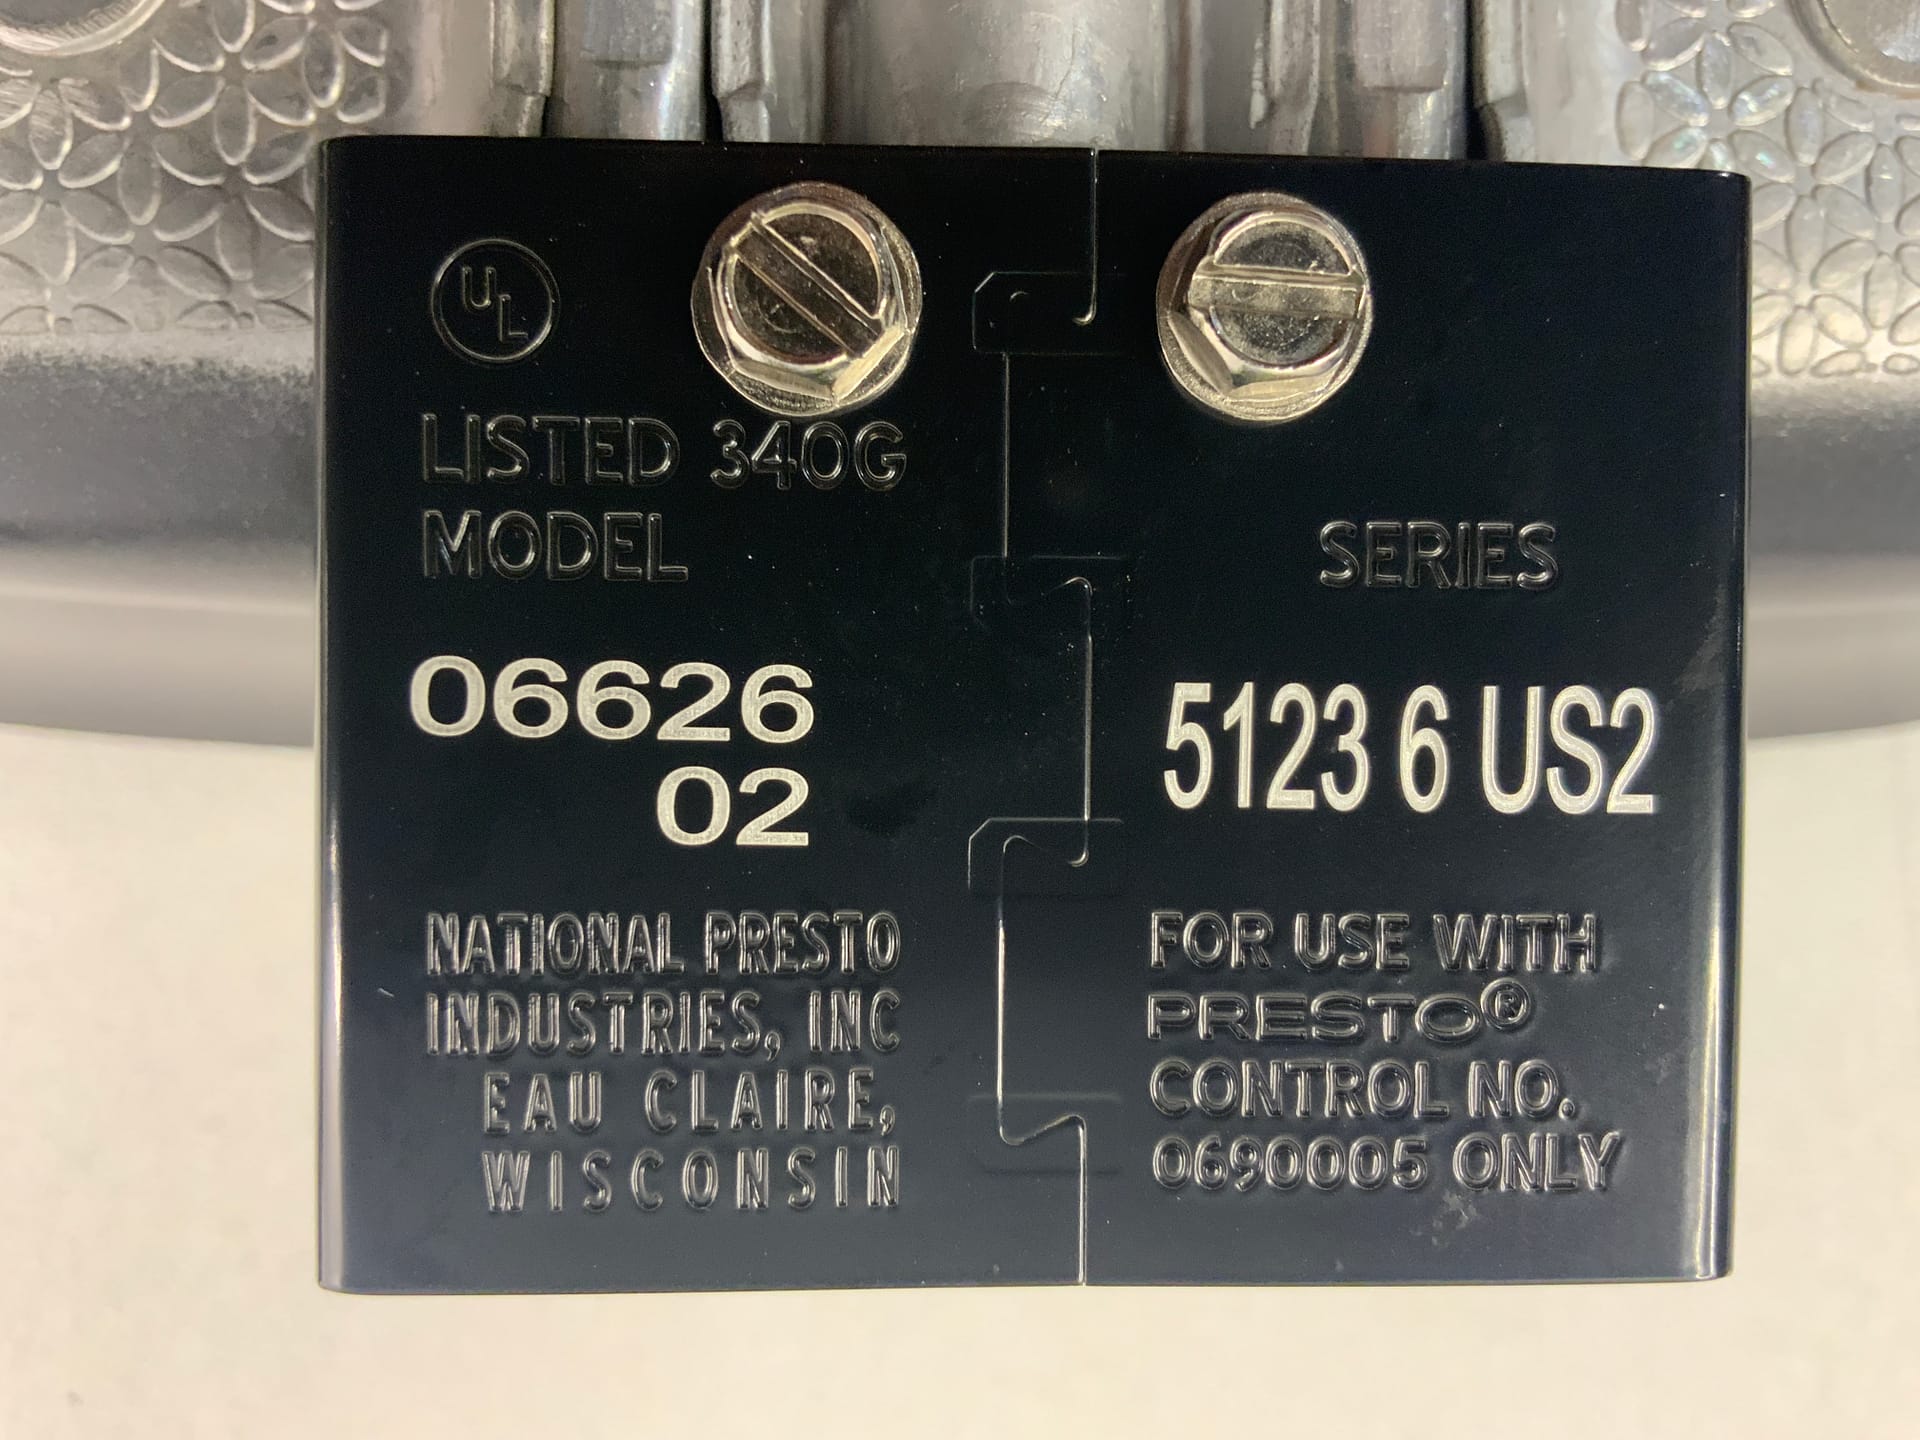 UL
LISTED 340G
MODEL
06626
02
NATIONAL PRESTO
INDUSTRIES, INC
EAU CLAIRE,
WISCONSIN
SERIES
5123 6 US2
FOR USE WITH
PRESTO®
CONTROL NO.
0690005 ONLY